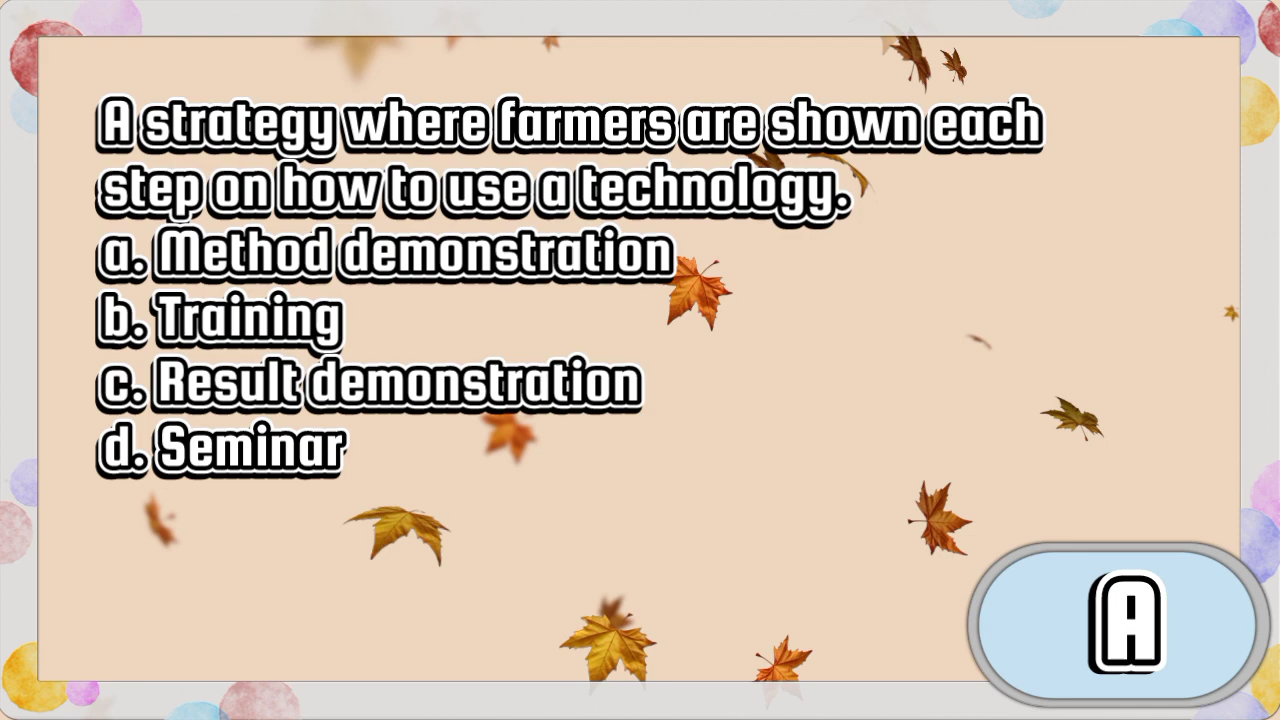 A strategy where farmers are shown each
step on how to use a technology.
a. Method demonstration
b. Training
c. Result demonstration
d. Seminar
A